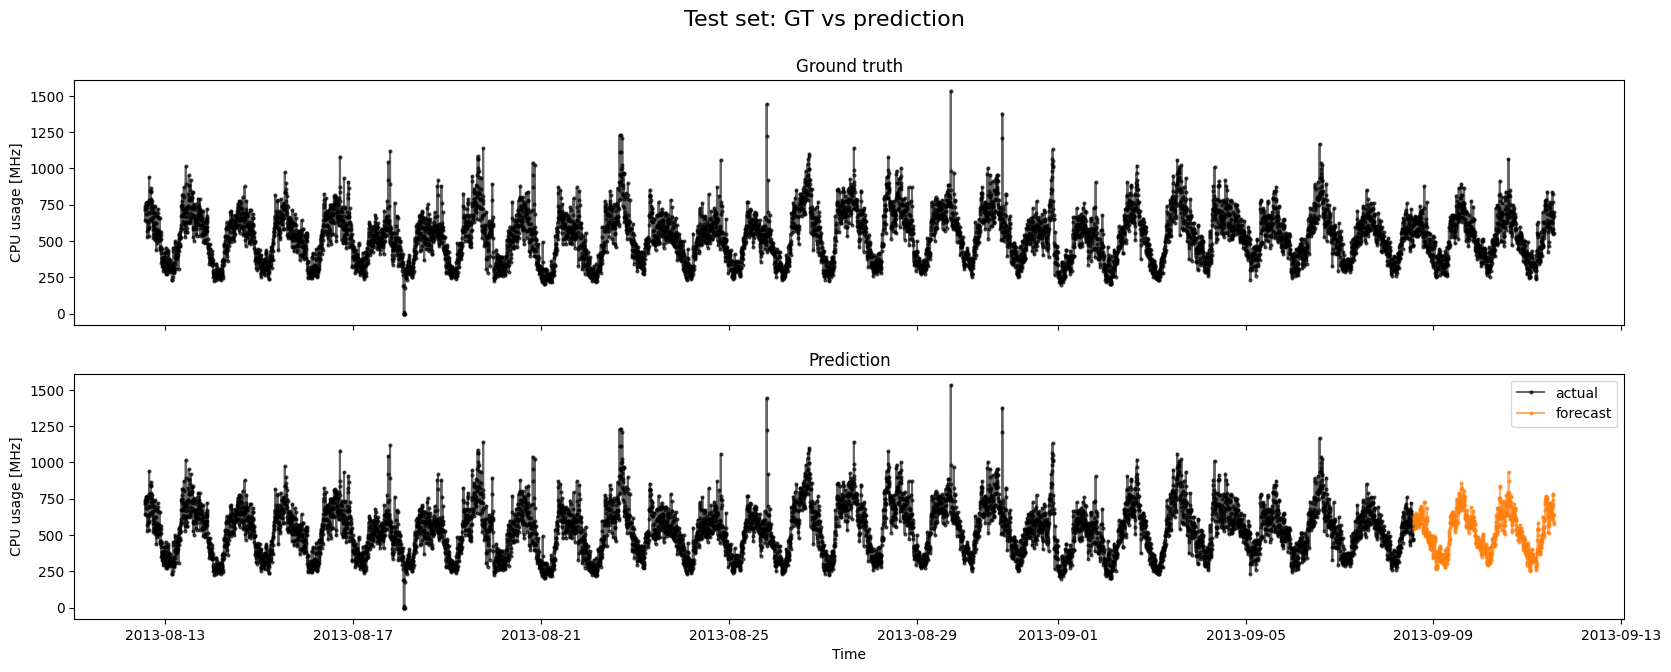 Test set: GT vs prediction
Ground truth
CPU usage [MHz]
1500
1250
1000
750
500
250
0
Prediction
CPU usage [MHz]
1500
1250
1000
750
500
250
0
actual
forecast
2013-08-13 2013-08-17 2013-08-21 2013-08-25 2013-08-29 2013-09-01 2013-09-05 2013-09-09 2013-09-13
Time